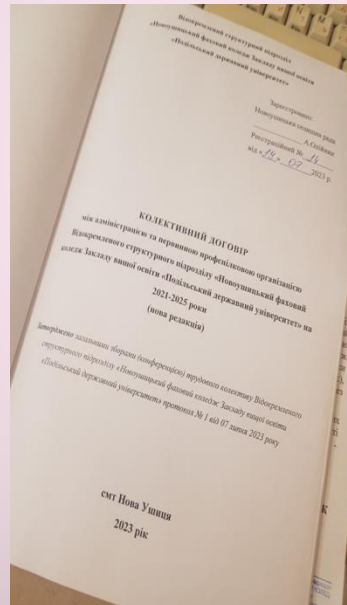 Відокремлений структурний підрозділ
«Новоушицький фаховий коледж Закладу вищої освіти
«Подільський державний університет»
Зареєстровано:
Новоушицька селищна рада
А.Олійник
Реєстраційний № 14
від «14» 07 2023 р.
КОЛЕКТИВНИЙ ДОГОВІР
між адміністрацією та первинною профспілковою організацією
Відокремленого структурного підрозділу «Новоушицький фаховий
коледж Закладу вищої освіти «Подільський державний університет» на
2021-2025 роки
(нова редакція)
Затверджено загальними зборами (конференцією) трудового колективу Відокремленого
структурного підрозділу «Новоушицький фаховий коледж Закладу вищої освіти
«Подільський державний університет» протокол № 1 від 07 липня 2023 року
смт Нова Ушиця
2023 рік